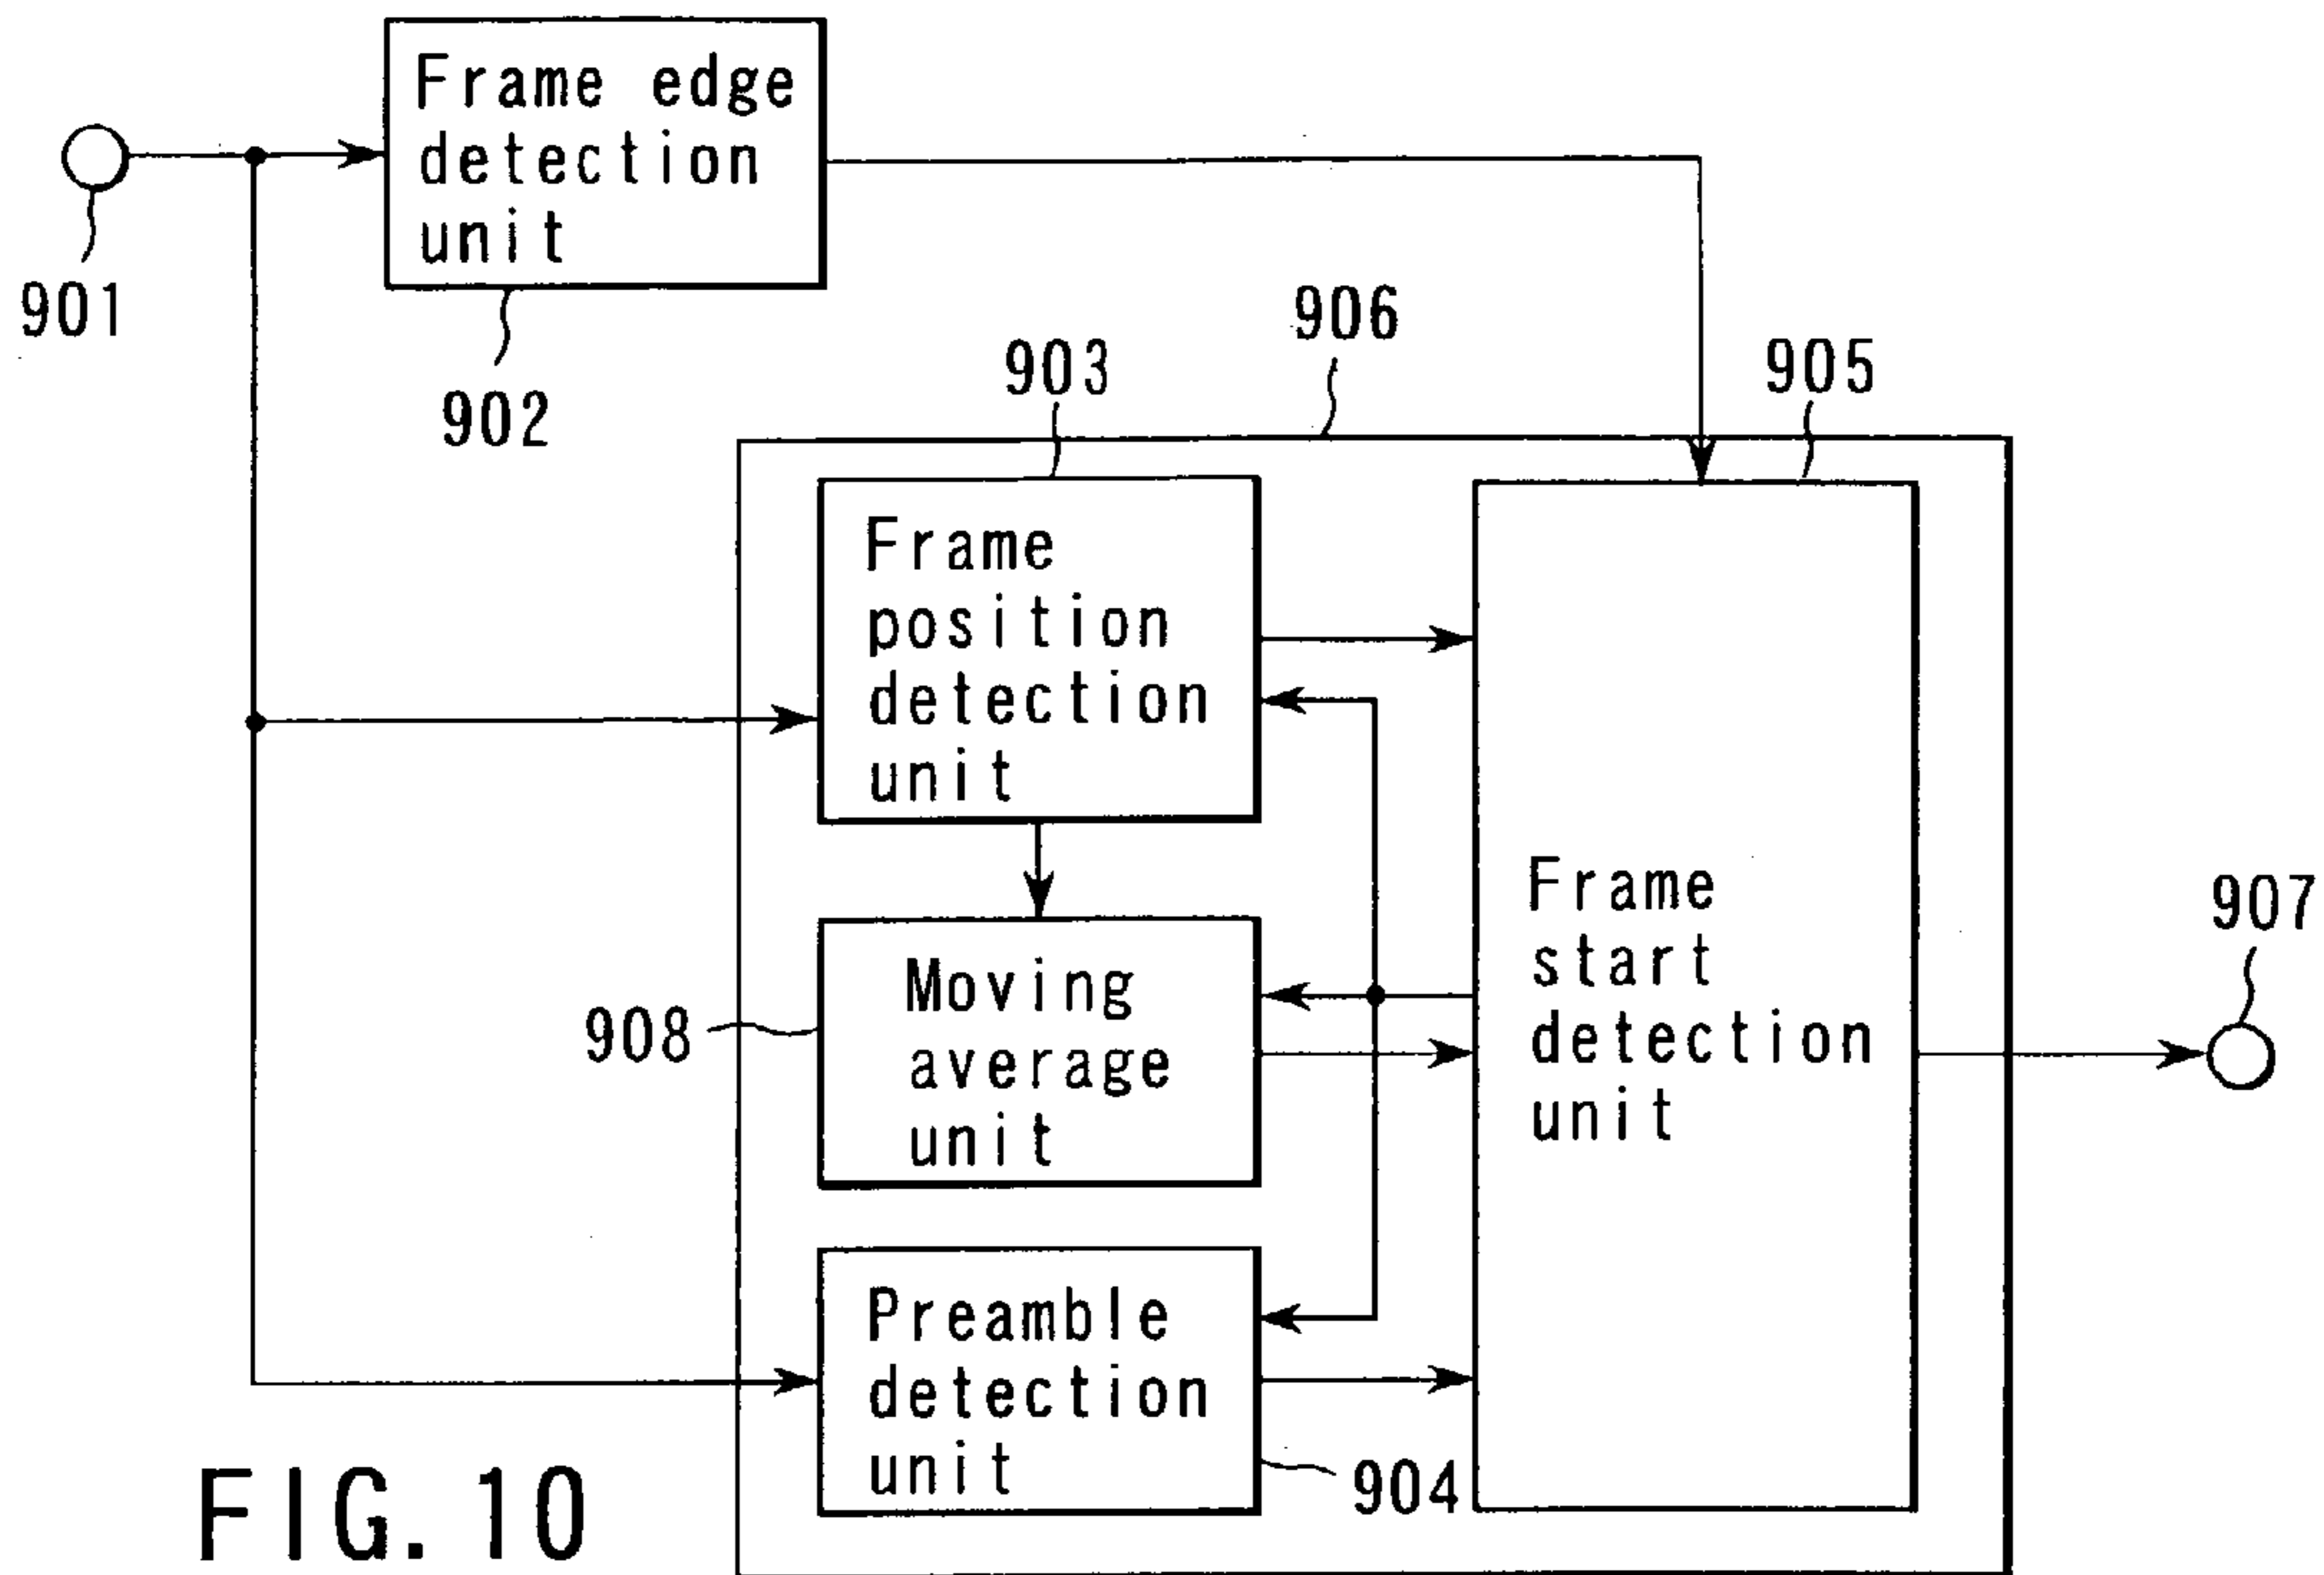 Frame edge
detection
unit
901
902
906
903
905
Frame
position
detection
unit
Frame
start
detection
unit
907
908
Moving
average
unit
Preamble
detection
unit
904
FIG. 10